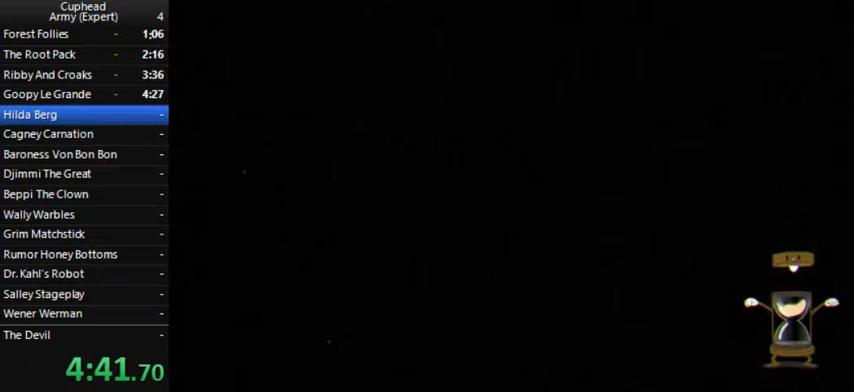 Cuphead
Army (Expert) 4
Forest Follies - 1:06
The Root Pack - 2:16
Ribby And Croaks - 3:36
Goopy Le Grande - 4:27
Hilda Berg -
Cagney Carnation -
Baroness Von Bon Bon -
Djimmi The Great -
Beppi The Clown -
Wally Warbles -
Grim Matchstick -
Rumor Honey Bottoms -
Dr. Kahl's Robot -
Salley Stageplay -
Wener Werman -
The Devil -
4:41.70